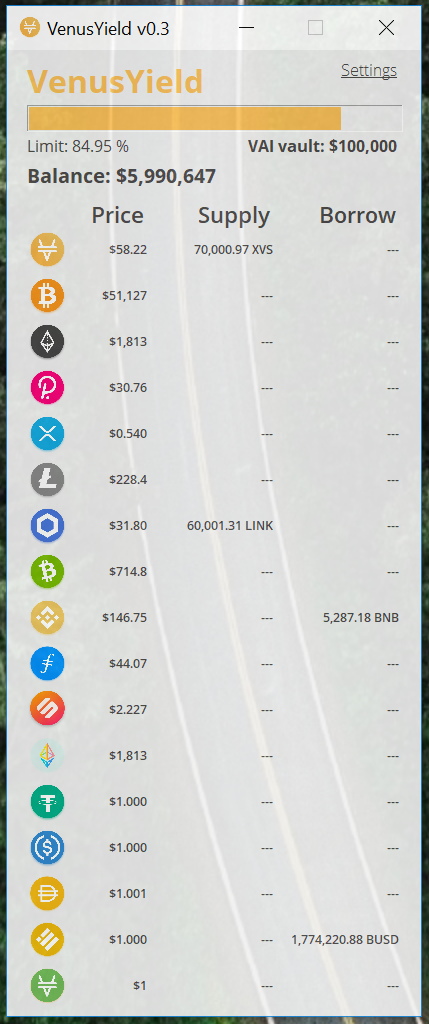 VenusYield v0.3
Settings
VenusYield
Limit: 84.95 % VAI vault: $100,000
Balance: $5,990,647
Price Supply Borrow
$58.22 70,000.97 XVS ---
$51,127 --- ---
$1,813 --- ---
$30.76 --- ---
$0.540 --- ---
$228.4 --- ---
$31.80 60,001.31 LINK ---
$714.8 --- ---
$146.75 --- 5,287.18 BNB
$44.07 --- ---
$2.227 --- ---
$1,813 --- ---
$1.000 --- ---
$1.000 --- ---
$1.001 --- ---
$1.000 --- 1,774,220.88 BUSD
$1 --- ---